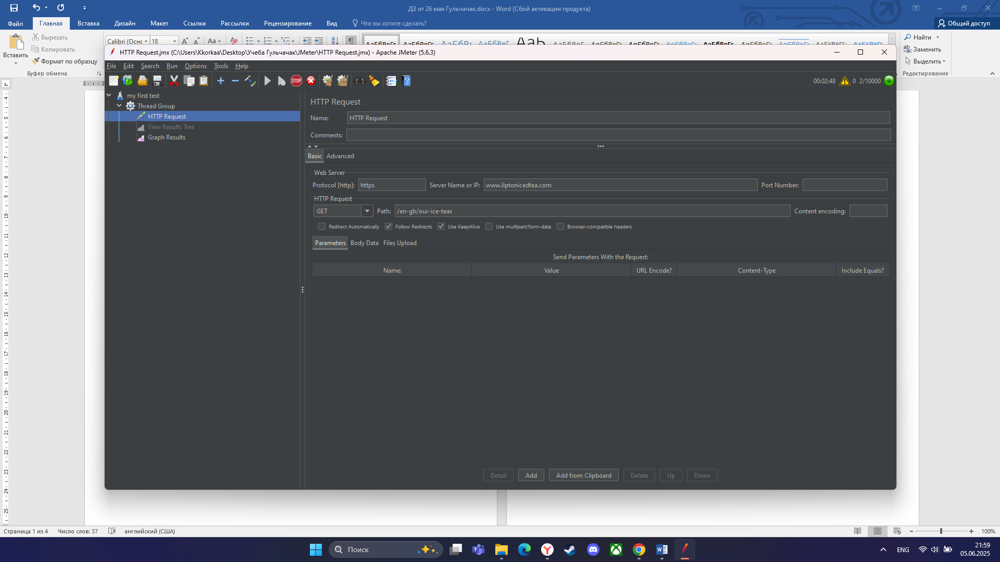 ДЗ от 26 мая Гульчачак.docx - Word (Сбой активации продукта)
Файл Главная Вставка Дизайн Макет Ссылки Рассылки Рецензирование Вид Что вы хотите сделать? Общий доступ
Вставить
Вырезать
Копировать
Формат по образцу
Буфер обмена
Calibri (Оснс 18 Aa
Найти
Заменить
Выделить
Редактирование
HTTP Request.jmx (C:\Users\Kkorkaa\Desktop\Учеба Гульчачак\JMeter\HTTP Request.jmx) - Apache JMeter (5.6.3)
File Edit Search Run Options Tools Help
STOP 00:02:48 0 2/10000
my first test
Thread Group
HTTP Request
View Results Tree
Graph Results
HTTP Request
Name: HTTP Request
Comments:
Basic Advanced
Web Server
Protocol [http]: https Server Name or IP: www.liptonicedtea.com Port Number:
HTTP Request
GET Path: /en-gb/our-ice-teas Content encoding:
Redirect Automatically Follow Redirects Use KeepAlive Use multipart/form-data Browser-compatible headers
Parameters Body Data Files Upload
Send Parameters With the Request:
Name: Value URL Encode? Content-Type Include Equals?
Detail Add Add from Clipboard Delete Up Down
Страница 1 из 4 Число слов: 37 английский (США) 100%
Поиск ENG 21:59
05.06.2025